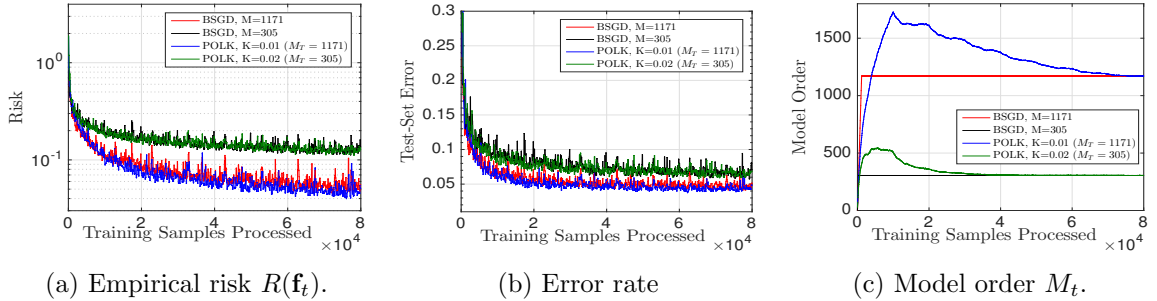 Risk
10^0
10^-1
BSGD, M=1171
BSGD, M=305
POLK, K=0.01 (M_T = 1171)
POLK, K=0.02 (M_T = 305)
0 2 4 6 8
Training Samples Processed
×10^4
(a) Empirical risk R(f_t).
Test-Set Error
0.3
0.25
0.2
0.15
0.1
0.05
BSGD, M=1171
BSGD, M=305
POLK, K=0.01 (M_T = 1171)
POLK, K=0.02 (M_T = 305)
0 2 4 6 8
Training Samples Processed
×10^4
(b) Error rate
Model Order
1500
1200
900
600
300
0
BSGD, M=1171
BSGD, M=305
POLK, K=0.01 (M_T = 1171)
POLK, K=0.02 (M_T = 305)
0 2 4 6 8
Training Samples Processed
×10^4
(c) Model order M_t.